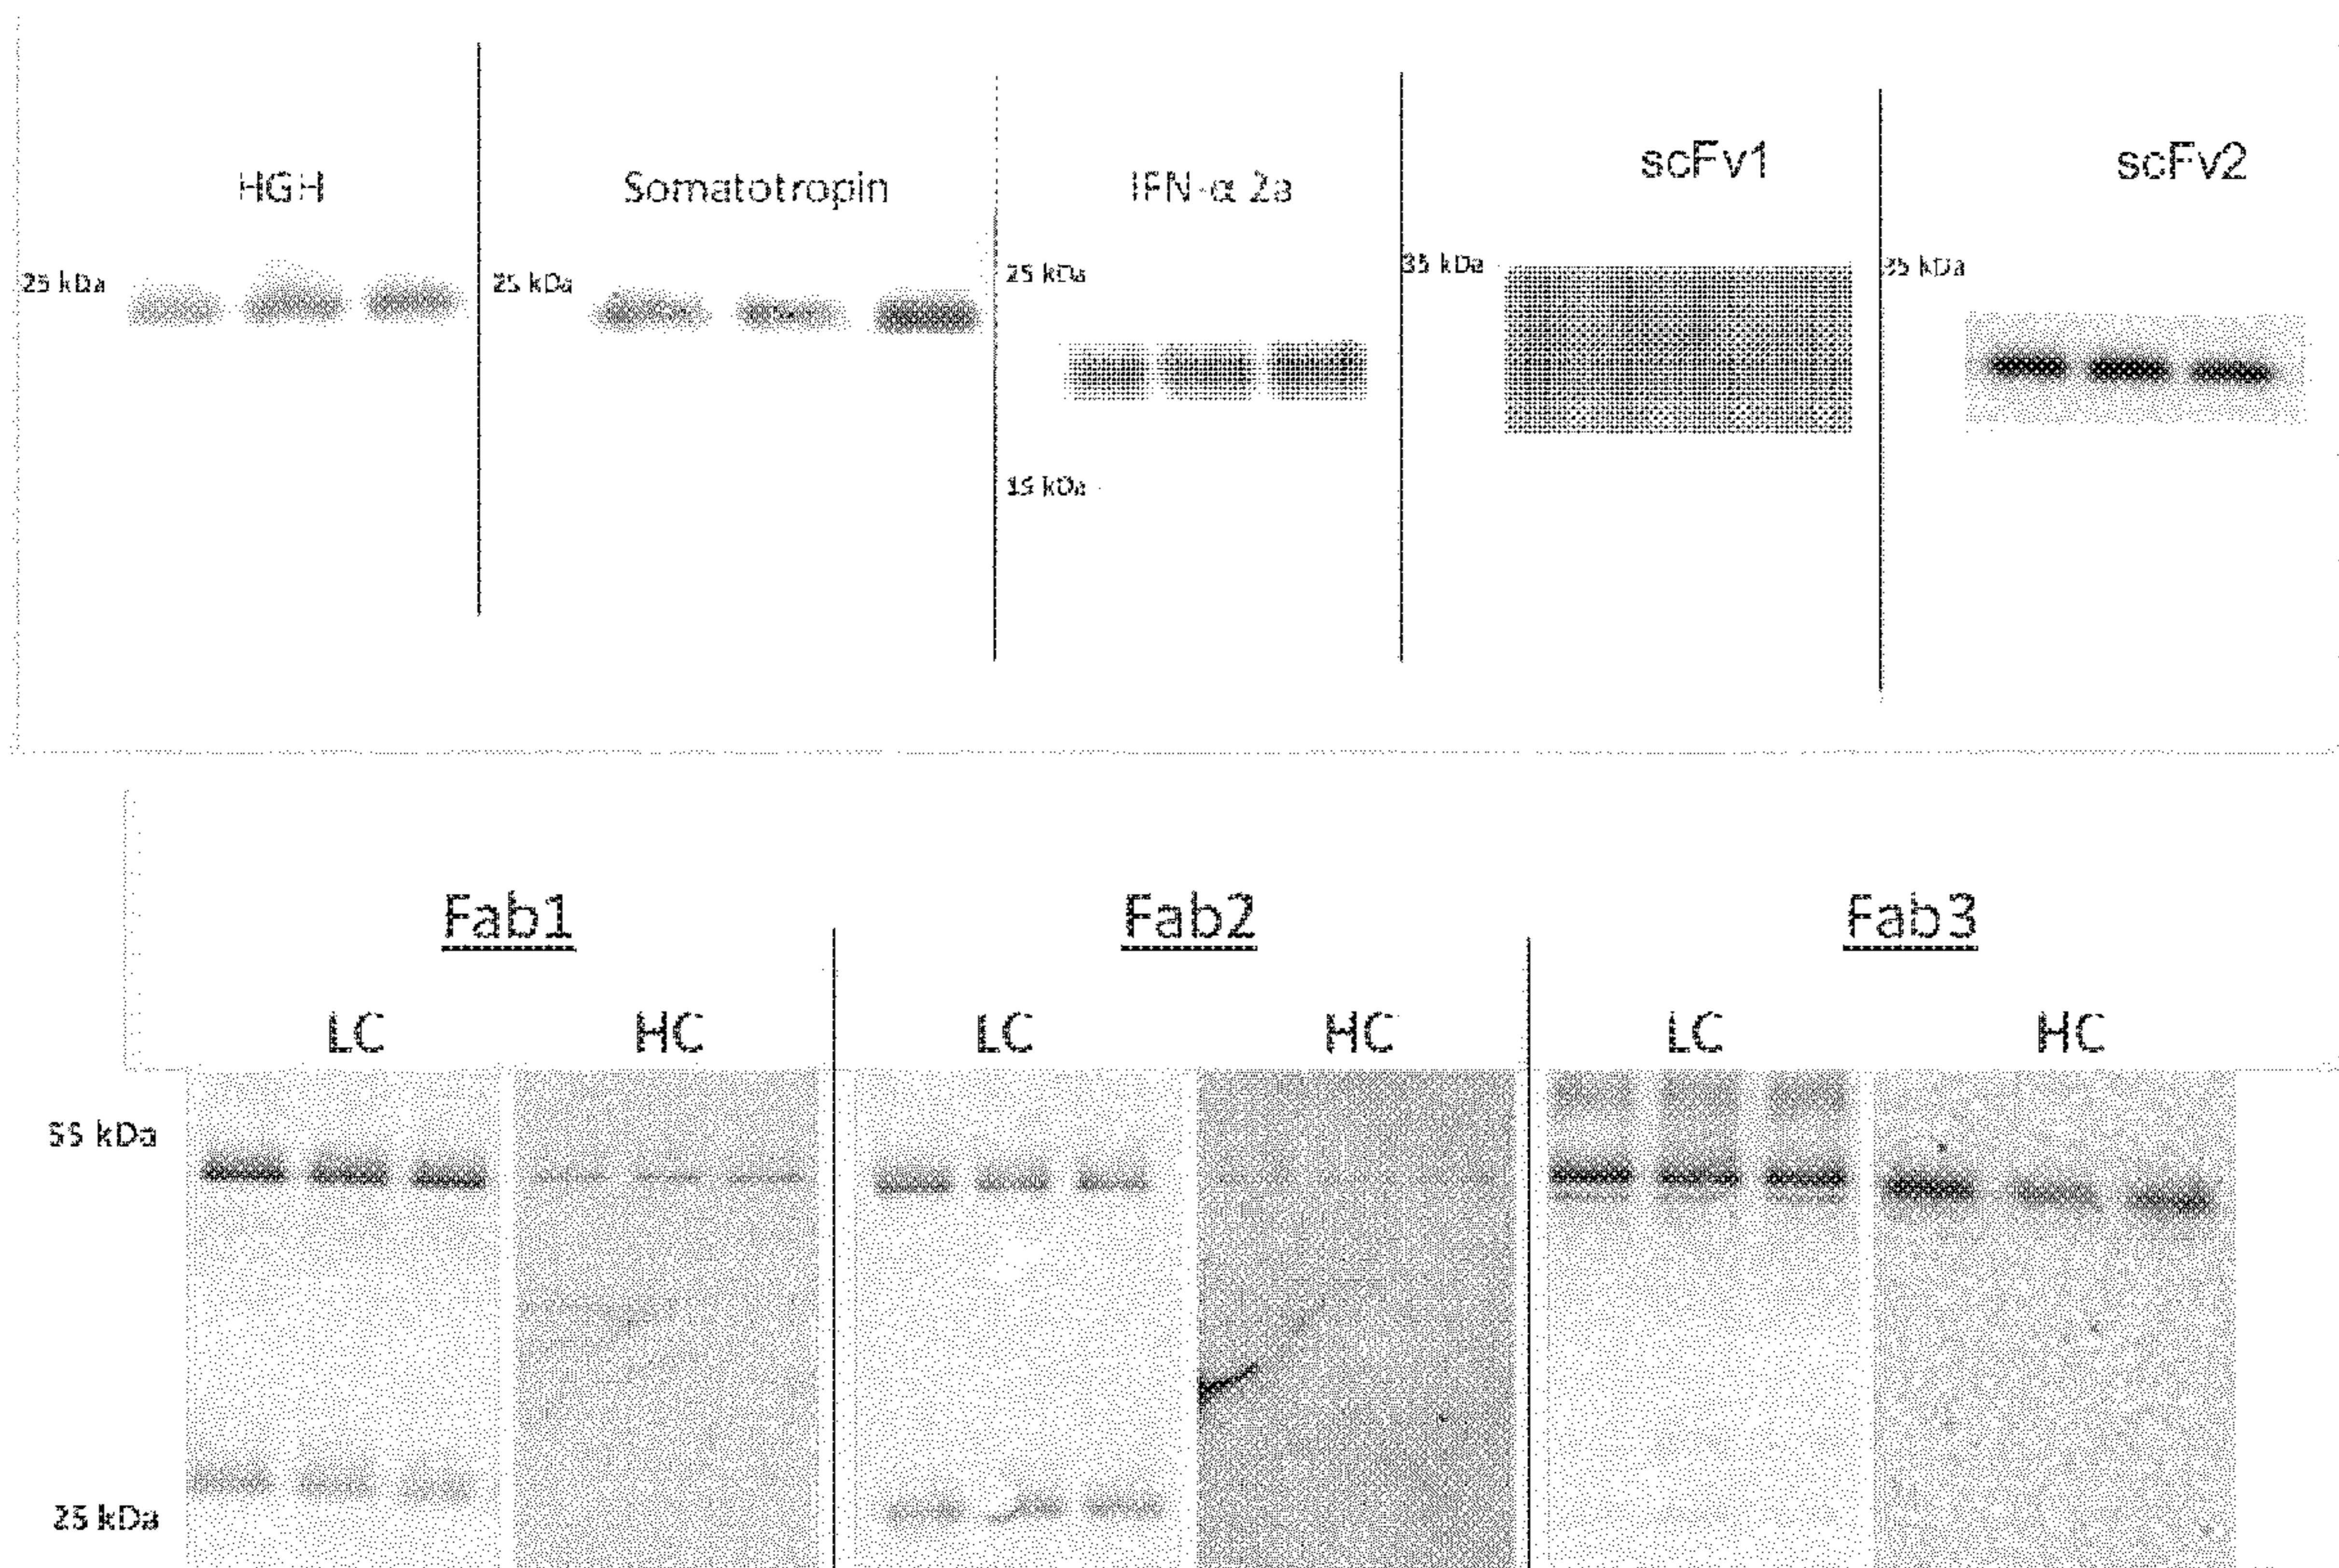 HGH
Somatotropin
IFN-α 2a
scFv1
scFv2
25 kDa
25 kDa
25 kDa
35 kDa
35 kDa
15 kDa
Fab1
Fab2
Fab3
LC
HC
LC
HC
LC
HC
55 kDa
25 kDa